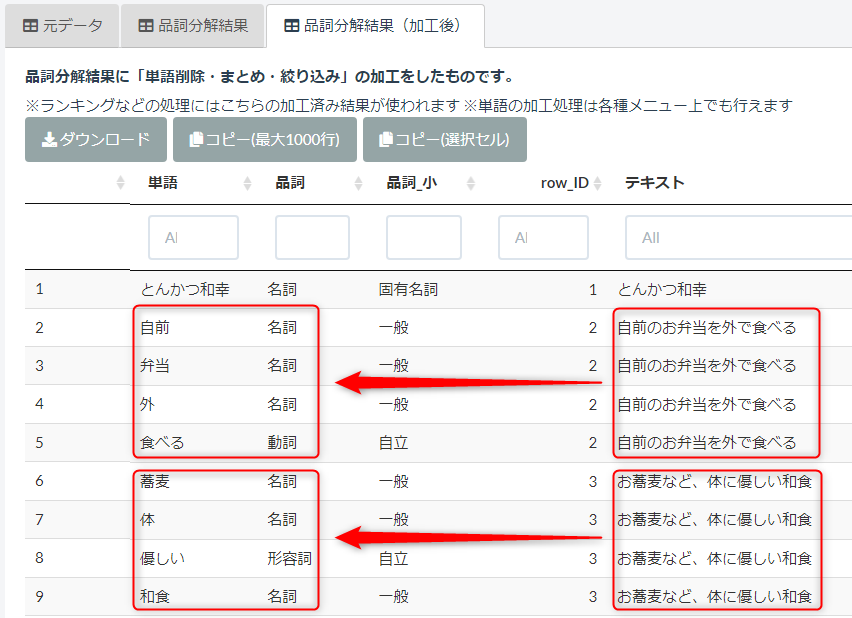 元データ 品詞分解結果 品詞分解結果（加工後）
品詞分解結果に「単語削除・まとめ・絞り込み」の加工をしたものです。
※ランキングなどの処理にはこちらの加工済み結果が使われます ※単語の加工処理は各種メニュー上でも行えます
ダウンロード コピー(最大1000行) コピー(選択セル)
単語 品詞 品詞_小 row_ID テキスト
All
1 とんかつ和幸 名詞 固有名詞 1 とんかつ和幸
2 自前 名詞 一般 2 自前のお弁当を外で食べる
3 弁当 名詞 一般 2 自前のお弁当を外で食べる
4 外 名詞 一般 2 自前のお弁当を外で食べる
5 食べる 動詞 自立 2 自前のお弁当を外で食べる
6 蕎麦 名詞 一般 3 お蕎麦など、体に優しい和食
7 体 名詞 一般 3 お蕎麦など、体に優しい和食
8 優しい 形容詞 自立 3 お蕎麦など、体に優しい和食
9 和食 名詞 一般 3 お蕎麦など、体に優しい和食